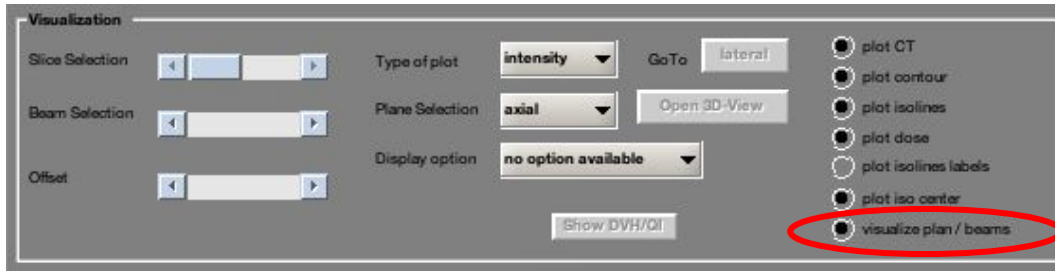 Visualization
Slice Selection
Beam Selection
Offset
Type of plot
intensity
GoTo
lateral
Plane Selection
axial
Open 3D-View
Display option
no option available
Show DVH/QI
plot CT
plot contour
plot isolines
plot dose
plot isolines labels
plot iso center
visualize plan / beams